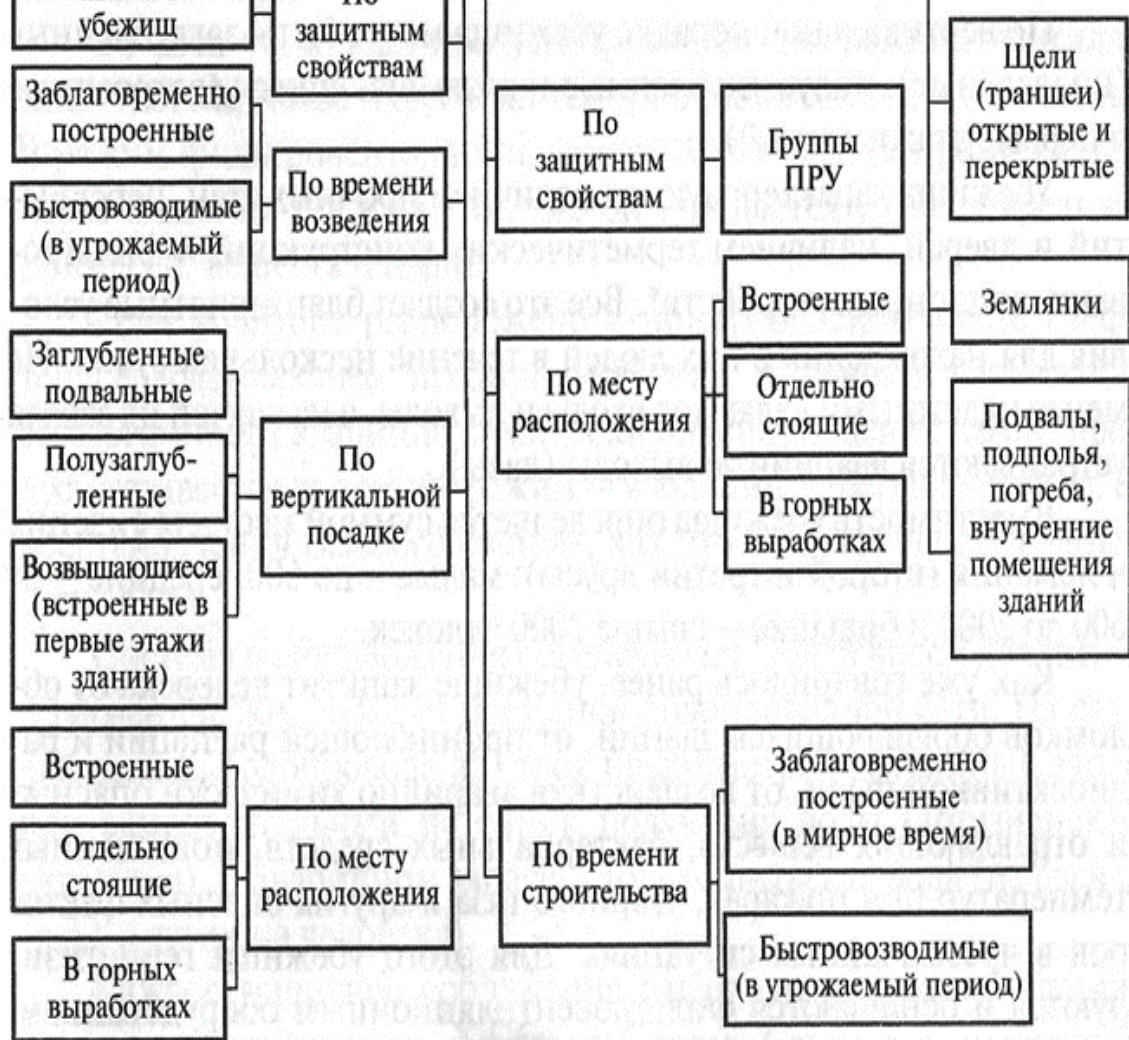 убежищ
По
защитным
свойствам
Заблаговременно
построенные
Быстровозводимые
(в угрожаемый
период)
По времени
возведения
Заглубленные
подвальные
Полузаглуб-
ленные
Возвышающиеся
(встроенные в
первые этажи
зданий)
По
вертикальной
посадке
Встроенные
Отдельно
стоящие
В горных
выработках
По месту
расположения
По
защитным
свойствам
Группы
ПРУ
По месту
расположения
Встроенные
Отдельно
стоящие
В горных
выработках
По времени
строительства
Заблаговременно
построенные
(в мирное время)
Быстровозводимые
(в угрожаемый период)
Щели
(траншеи)
открытые и
перекрытые
Землянки
Подвалы,
подполья,
погреба,
внутренние
помещения
зданий